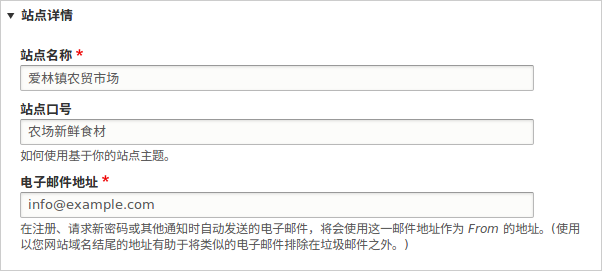 站点详情
站点名称 *
爱林镇农贸市场
站点口号
农场新鲜食材
如何使用基于你的站点主题。
电子邮件地址 *
info@example.com
在注册、请求新密码或其他通知时自动发送的电子邮件，将会使用这一邮件地址作为 From 的地址。(使用
以您网站域名结尾的地址有助于将类似的电子邮件排除在垃圾邮件之外。)